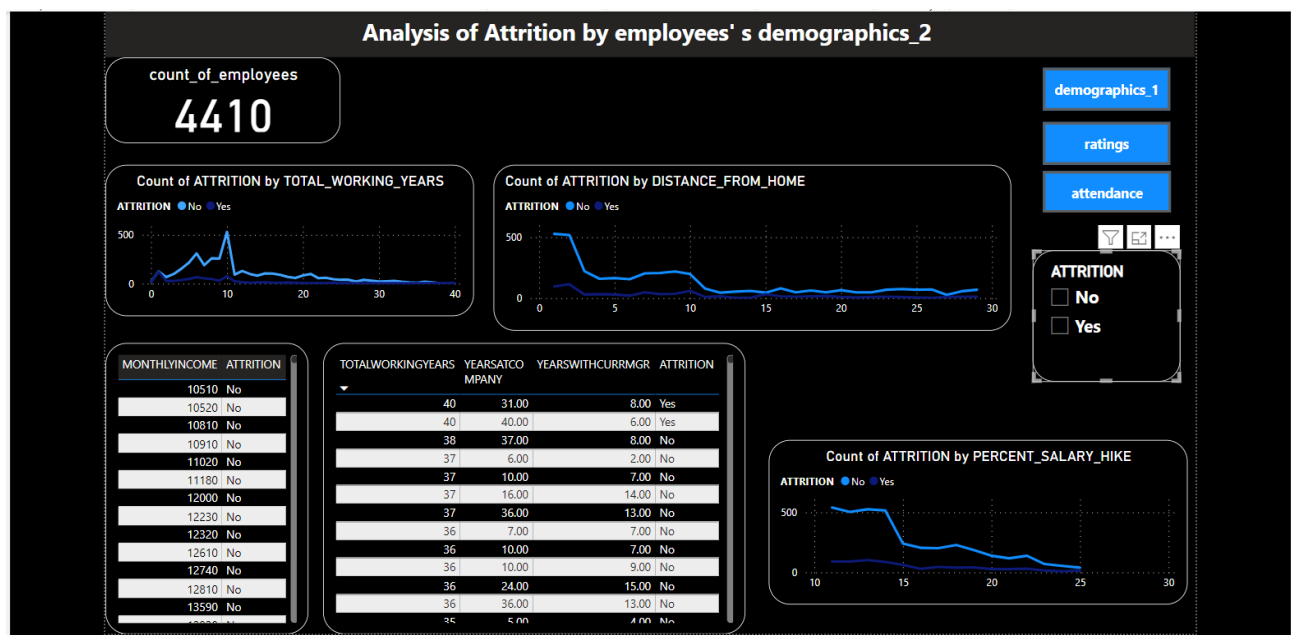 Analysis of Attrition by employees' s demographics_2
count_of_employees
4410
demographics_1
ratings
attendance
Count of ATTRITION by TOTAL_WORKING_YEARS
ATTRITION No Yes
500
0
0 10 20 30 40
Count of ATTRITION by DISTANCE_FROM_HOME
ATTRITION No Yes
500
0
0 5 10 15 20 25 30
ATTRITION
No
Yes
MONTHLYINCOME ATTRITION
10510 No
10520 No
10810 No
10910 No
11020 No
11180 No
12000 No
12230 No
12320 No
12610 No
12740 No
12810 No
13590 No
TOTALWORKINGYEARS YEARSATCO YEARSWITHCURRMGR ATTRITION
MPANY
40 31.00 8.00 Yes
40 40.00 6.00 Yes
38 37.00 8.00 No
37 6.00 2.00 No
37 10.00 7.00 No
37 16.00 14.00 No
37 36.00 13.00 No
36 7.00 7.00 No
36 10.00 7.00 No
36 10.00 9.00 No
36 24.00 15.00 No
36 36.00 13.00 No
35 5.00 4.00 No
Count of ATTRITION by PERCENT_SALARY_HIKE
ATTRITION No Yes
500
0
10 15 20 25 30